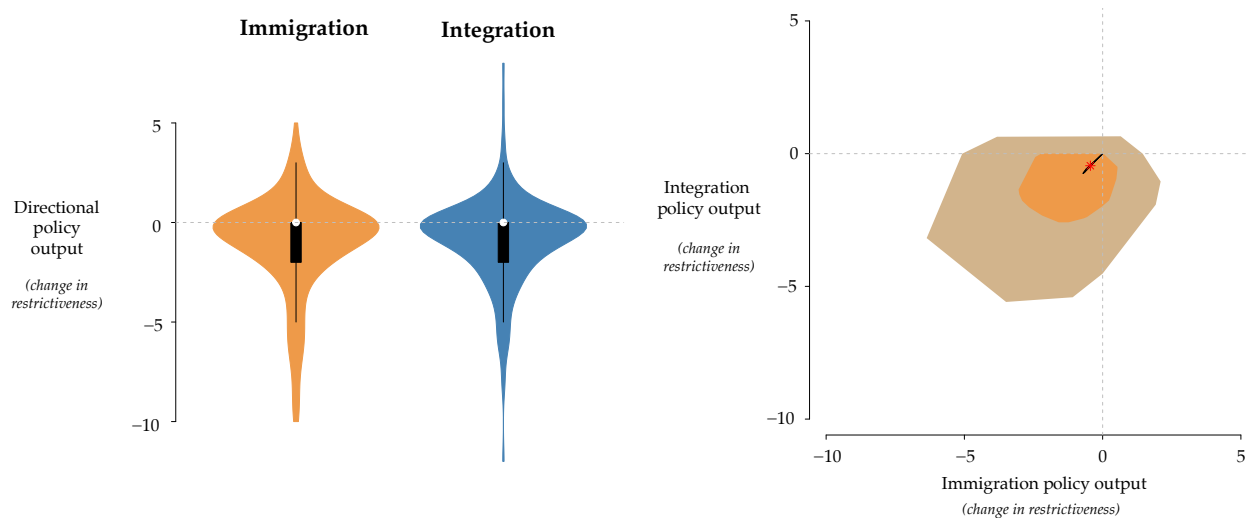 Immigration
Integration
5
0
−5
−10
Directional
policy
output
(change in
restrictiveness)
5
0
−5
−10
Integration
policy output
(change in
restrictiveness)
−10
−5
0
5
Immigration policy output
(change in restrictiveness)